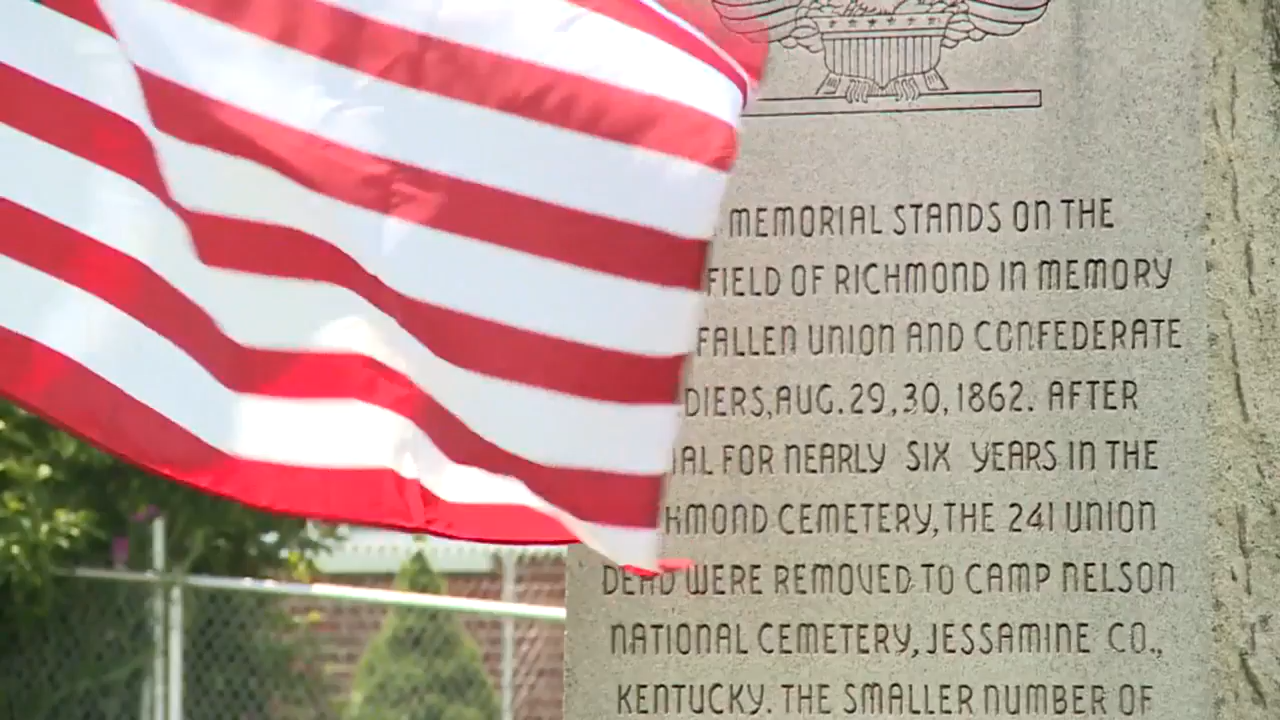 MEMORIAL STANDS ON THE
FIELD OF RICHMOND IN MEMORY
FALLEN UNION AND CONFEDERATE
DIERS, AUG. 29, 30, 1862. AFTER
IAL FOR NEARLY SIX YEARS IN THE
HMOND CEMETERY, THE 241 UNION
DEAD WERE REMOVED TO CAMP NELSON
NATIONAL CEMETERY, JESSAMINE CO.,
KENTUCKY. THE SMALLER NUMBER OF